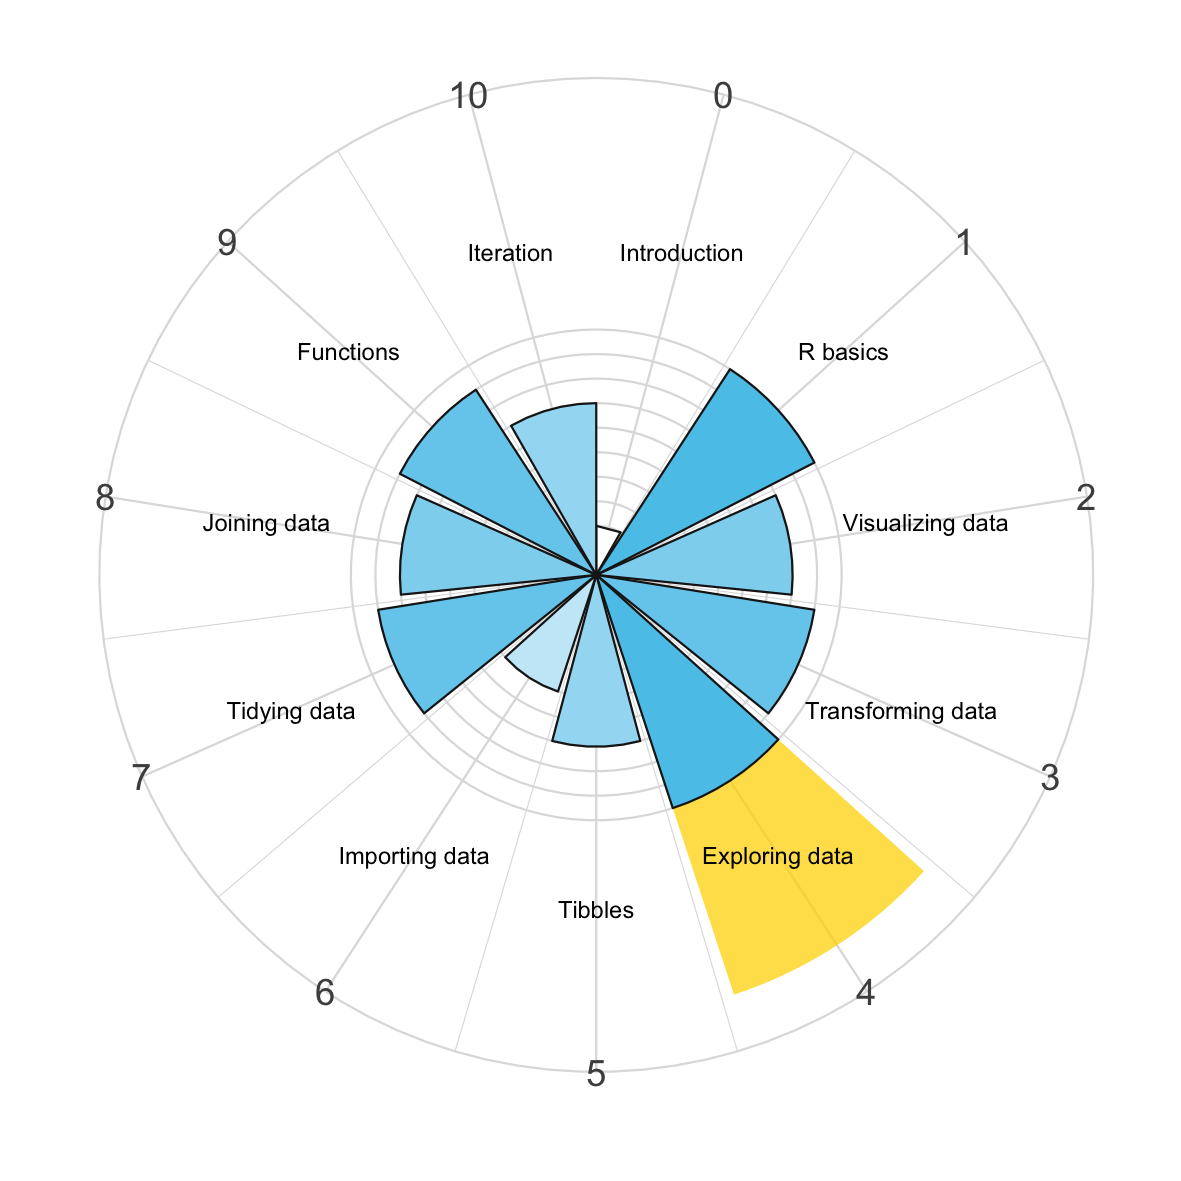 10
0
9
1
Iteration
Introduction
Functions
R basics
8
2
Joining data
Visualizing data
Tidying data
Transforming data
7
3
Importing data
Exploring data
Tibbles
6
4
5